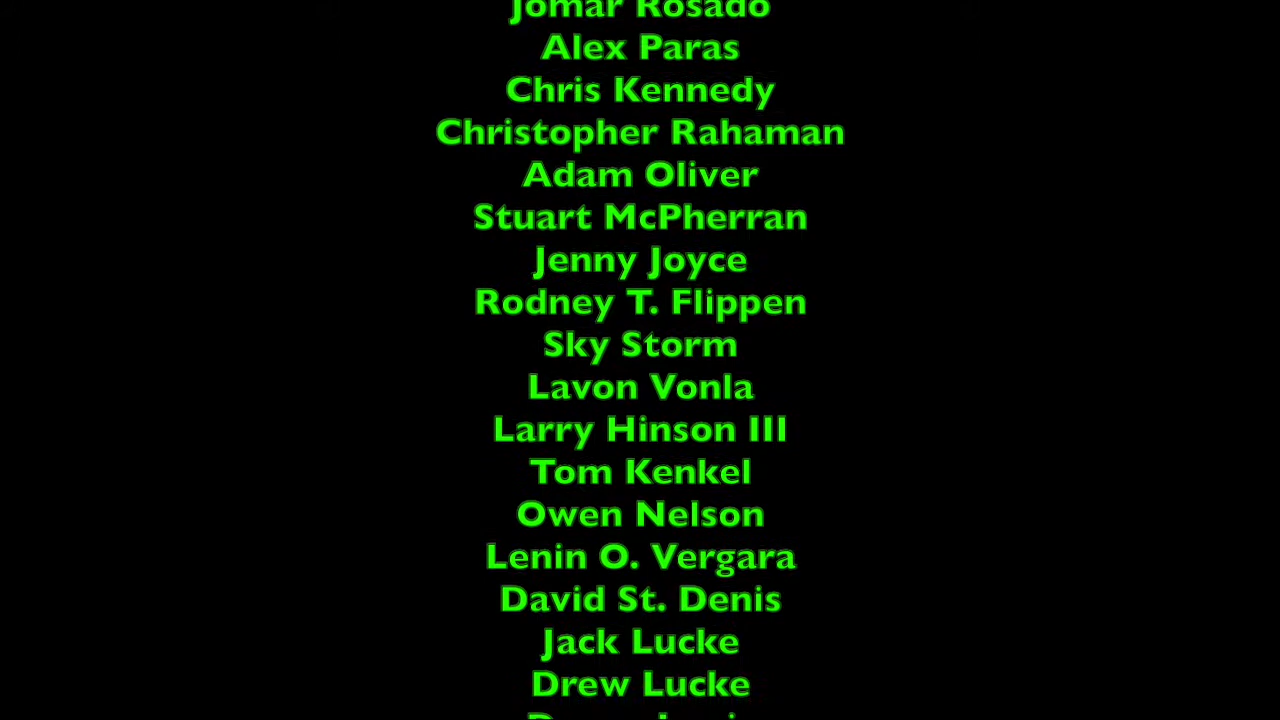 Jomar Rosado
Alex Paras
Chris Kennedy
Christopher Rahaman
Adam Oliver
Stuart McPherran
Jenny Joyce
Rodney T. Flippen
Sky Storm
Lavon Vonla
Larry Hinson III
Tom Kenkel
Owen Nelson
Lenin O. Vergara
David St. Denis
Jack Lucke
Drew Lucke